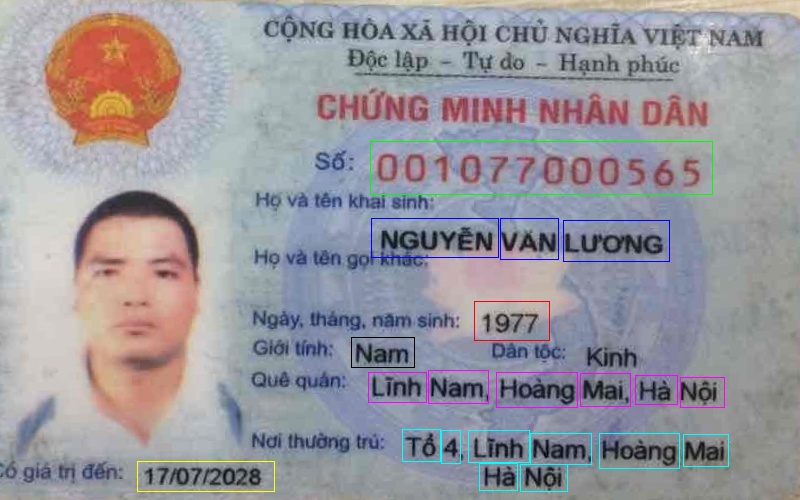 CỘNG HÒA XÃ HỘI CHỦ NGHĨA VIỆT NAM
Độc lập – Tự do – Hạnh phúc
CHỨNG MINH NHÂN DÂN
Số: 001077000565
Họ và tên khai sinh:
NGUYỄN VĂN LƯƠNG
Họ và tên gọi khác:
Ngày, tháng, năm sinh: 1977
Giới tính: Nam Dân tộc: Kinh
Quê quán: Lĩnh Nam, Hoàng Mai, Hà Nội
Nơi thường trú: Tổ 4, Lĩnh Nam, Hoàng Mai
Hà Nội
Có giá trị đến: 17/07/2028